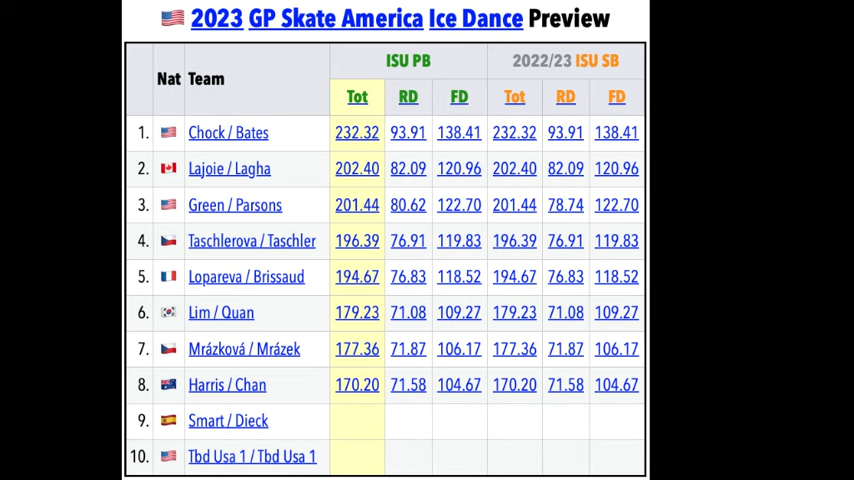 2023 GP Skate America Ice Dance Preview
ISU PB 2022/23 ISU SB
Nat Team
Tot RD FD Tot RD FD
1. Chock / Bates 232.32 93.91 138.41 232.32 93.91 138.41
2. Lajoie / Lagha 202.40 82.09 120.96 202.40 82.09 120.96
3. Green / Parsons 201.44 80.62 122.70 201.44 78.74 122.70
4. Taschlerova / Taschler 196.39 76.91 119.83 196.39 76.91 119.83
5. Lopareva / Brissaud 194.67 76.83 118.52 194.67 76.83 118.52
6. Lim / Quan 179.23 71.08 109.27 179.23 71.08 109.27
7. Mrázková / Mrázek 177.36 71.87 106.17 177.36 71.87 106.17
8. Harris / Chan 170.20 71.58 104.67 170.20 71.58 104.67
9. Smart / Dieck
10. Tbd Usa 1 / Tbd Usa 1